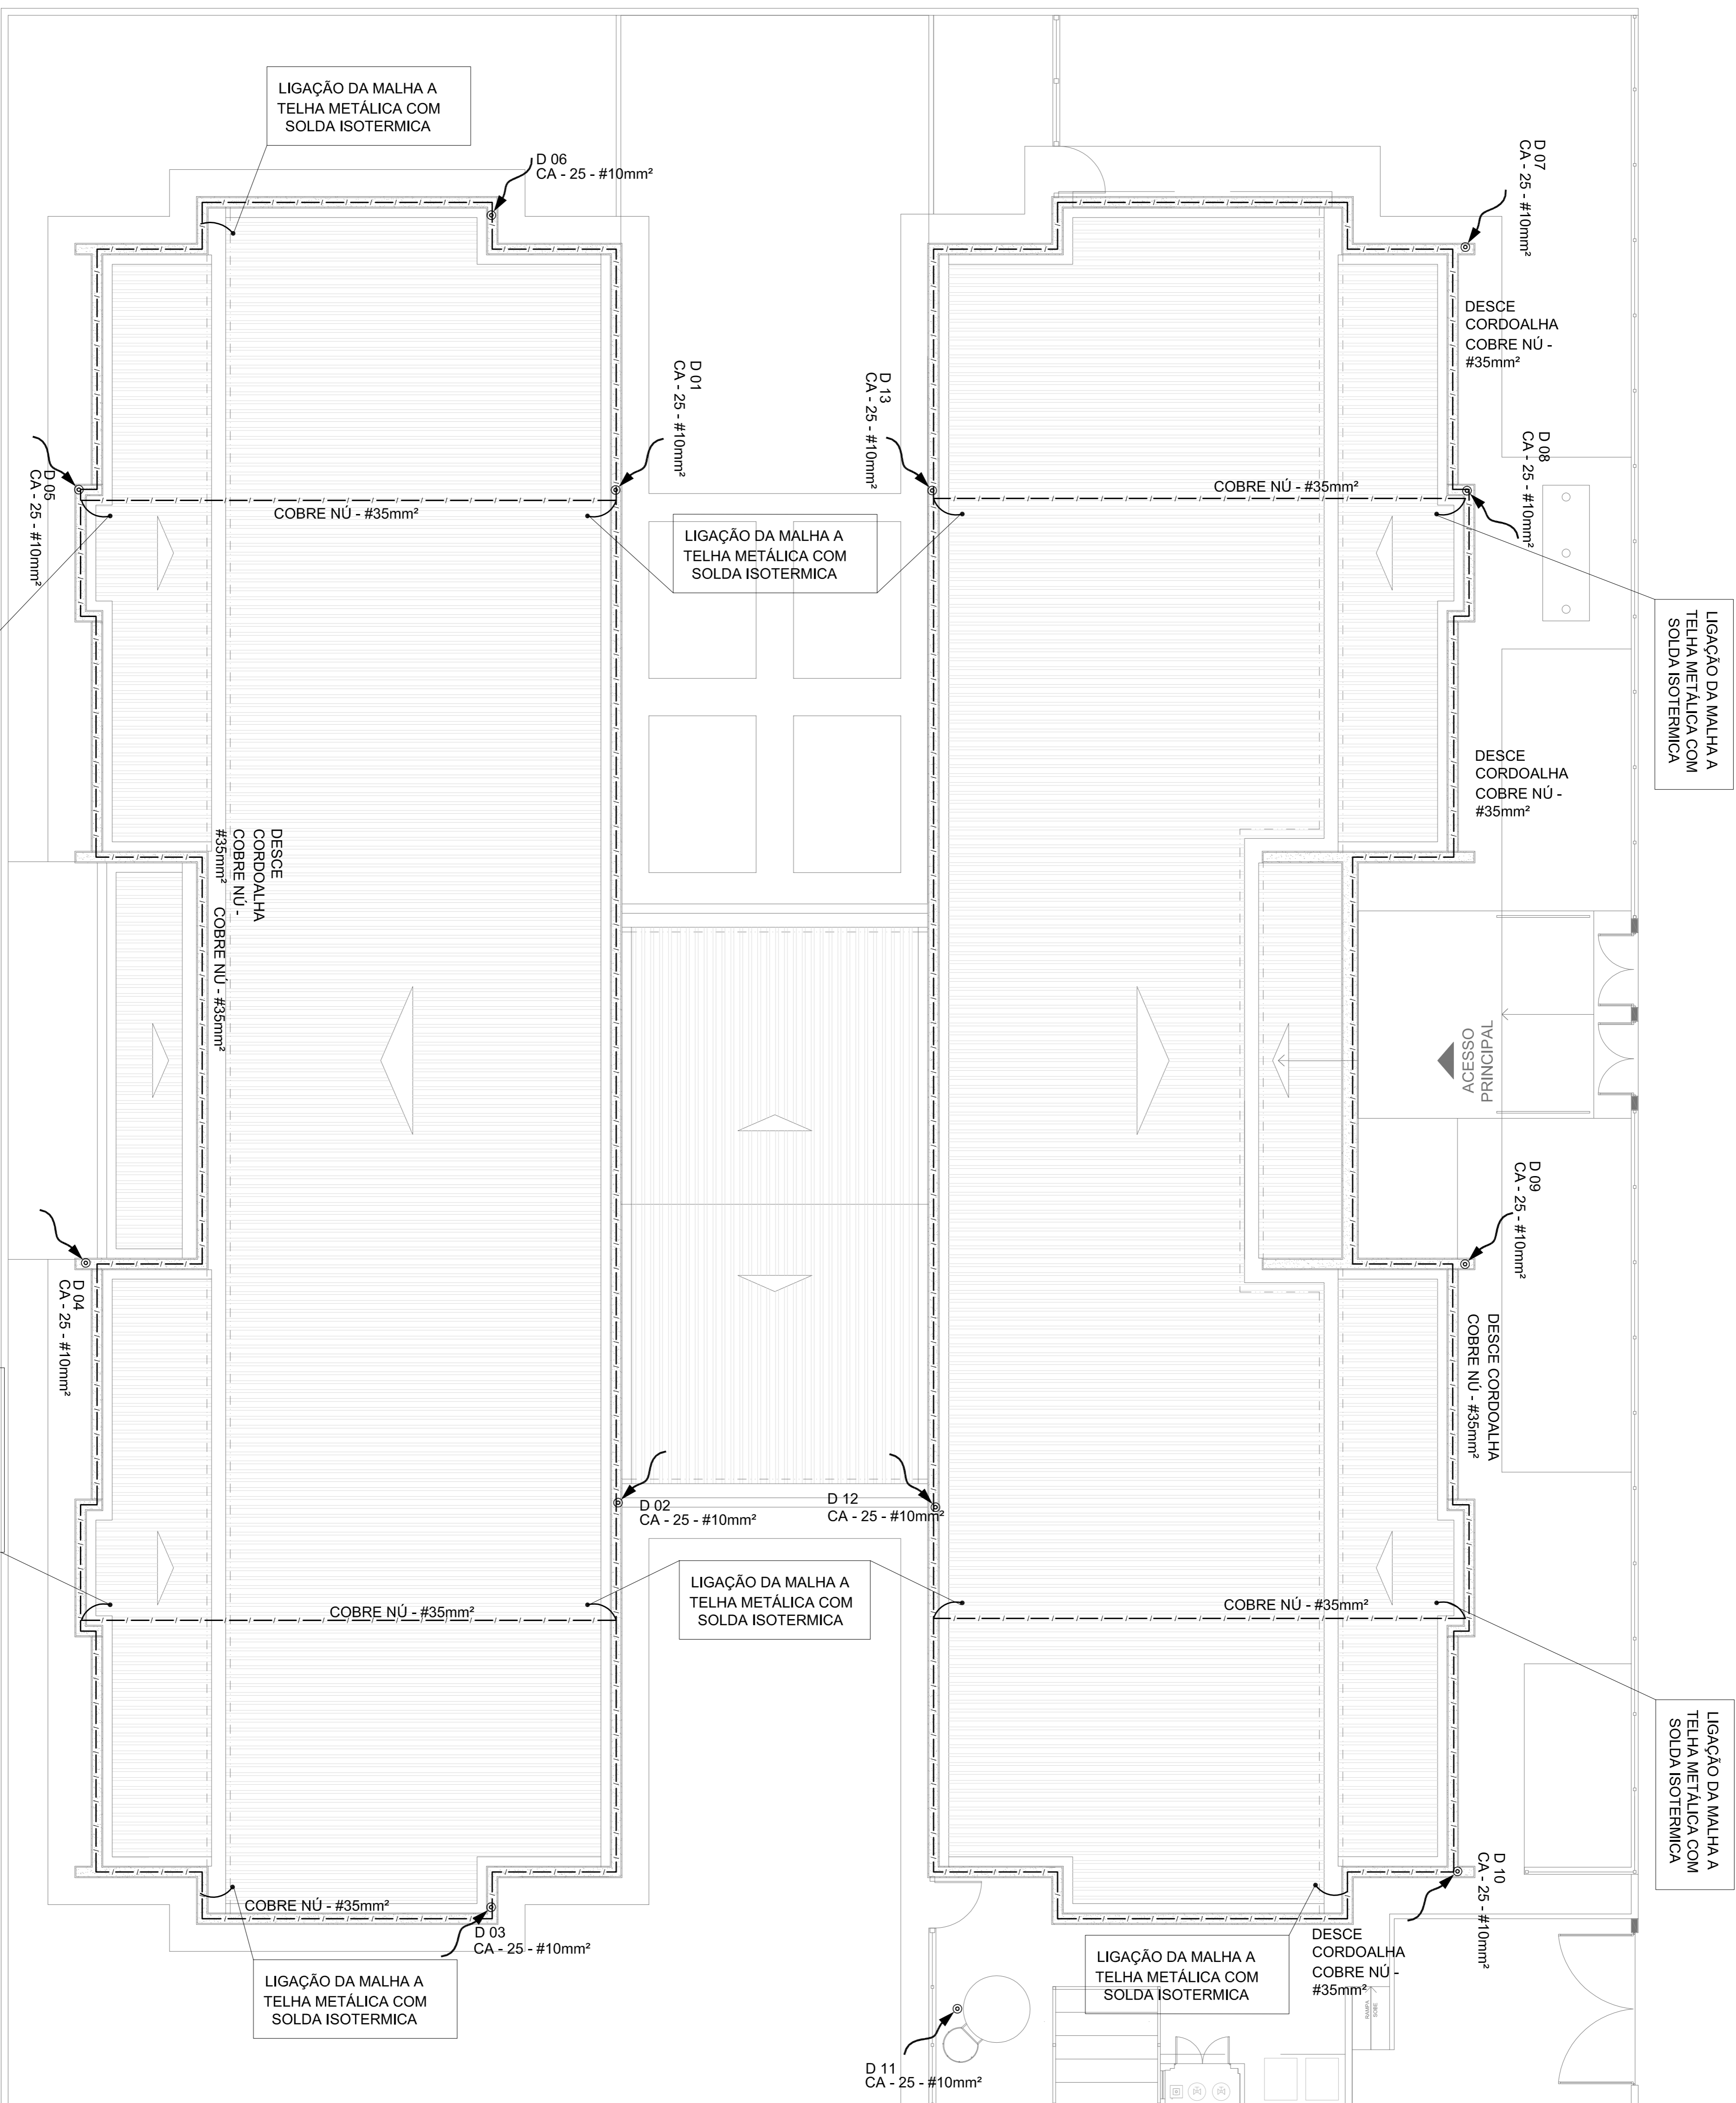 LIGAÇÃO DA MALHA A
TELHA METÁLICA COM
SOLDA ISOTERMICA
D 06
CA - 25 - #10mm²
D 07
CA - 25 - #10mm²
DESCE
CORDOALHA
COBRE NÚ -
#35mm²
D 01
CA - 25 - #10mm²
D 13
CA - 25 - #10mm²
D 08
CA - 25 - #10mm²
D 05
CA - 25 - #10mm²
COBRE NÚ - #35mm²
COBRE NÚ - #35mm²
LIGAÇÃO DA MALHA A
TELHA METÁLICA COM
SOLDA ISOTERMICA
LIGAÇÃO DA MALHA A
TELHA METÁLICA COM
SOLDA ISOTERMICA
DESCE
CORDOALHA
COBRE NÚ -
#35mm²
DESCE
CORDOALHA
COBRE NÚ -
#35mm²
COBRE NÚ - #35mm²
ACESSO
PRINCIPAL
D 09
CA - 25 - #10mm²
D 04
CA - 25 - #10mm²
DESCE CORDOALHA
COBRE NÚ - #35mm²
D 02
CA - 25 - #10mm²
D 12
CA - 25 - #10mm²
COBRE NÚ - #35mm²
LIGAÇÃO DA MALHA A
TELHA METÁLICA COM
SOLDA ISOTERMICA
COBRE NÚ - #35mm²
LIGAÇÃO DA MALHA A
TELHA METÁLICA COM
SOLDA ISOTERMICA
D 10
CA - 25 - #10mm²
COBRE NÚ - #35mm²
D 03
CA - 25 - #10mm²
LIGAÇÃO DA MALHA A
TELHA METÁLICA COM
SOLDA ISOTERMICA
LIGAÇÃO DA MALHA A
TELHA METÁLICA COM
SOLDA ISOTERMICA
DESCE
CORDOALHA
COBRE NÚ -
#35mm²
SOBE
RAMPA
D 11
CA - 25 - #10mm²